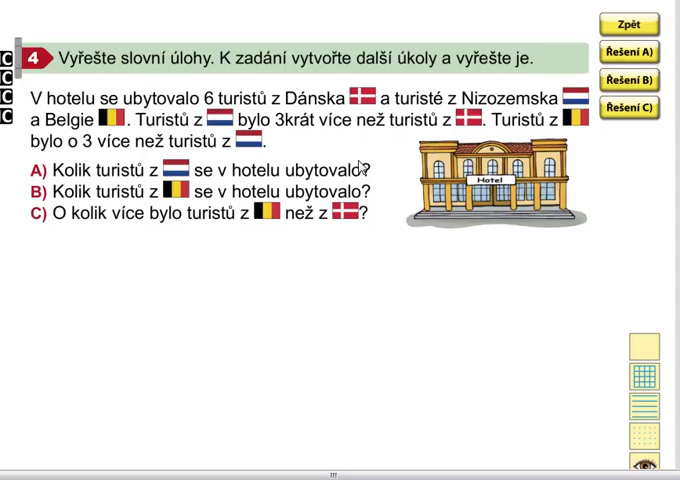 Zpět
4 Vyřešte slovní úlohy. K zadání vytvořte další úkoly a vyřešte je.
Řešení A)
Řešení B)
Řešení C)
V hotelu se ubytovalo 6 turistů z Dánska a turisté z Nizozemska
a Belgie . Turistů z bylo 3krát více než turistů z . Turistů z
bylo o 3 více než turistů z .
A) Kolik turistů z se v hotelu ubytovalo?
B) Kolik turistů z se v hotelu ubytovalo?
C) O kolik více bylo turistů z než z ?
Hotel